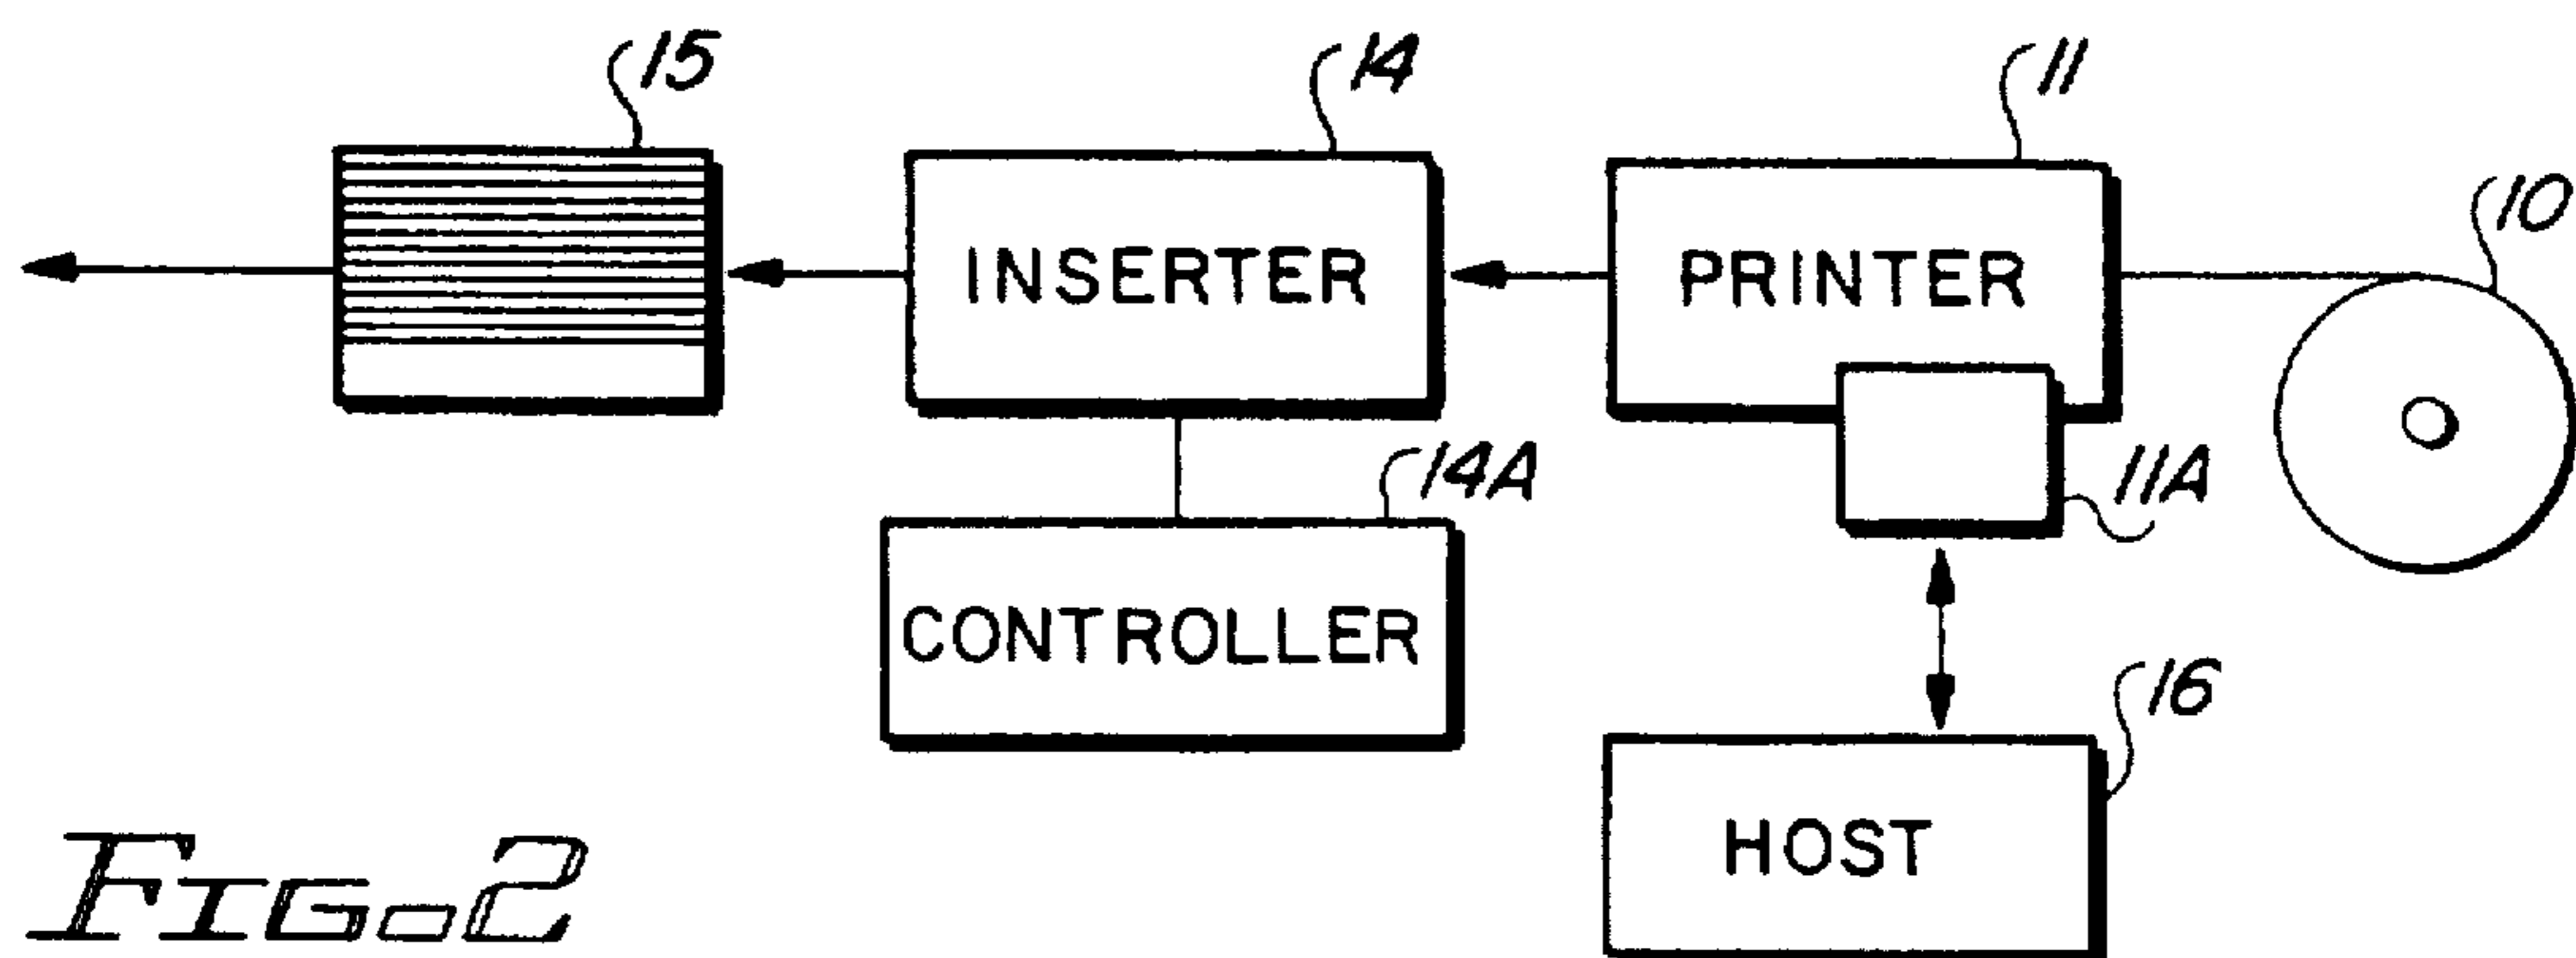 15
14
11
10
INSERTER
PRINTER
14A
11A
CONTROLLER
16
HOST
FIG. 2